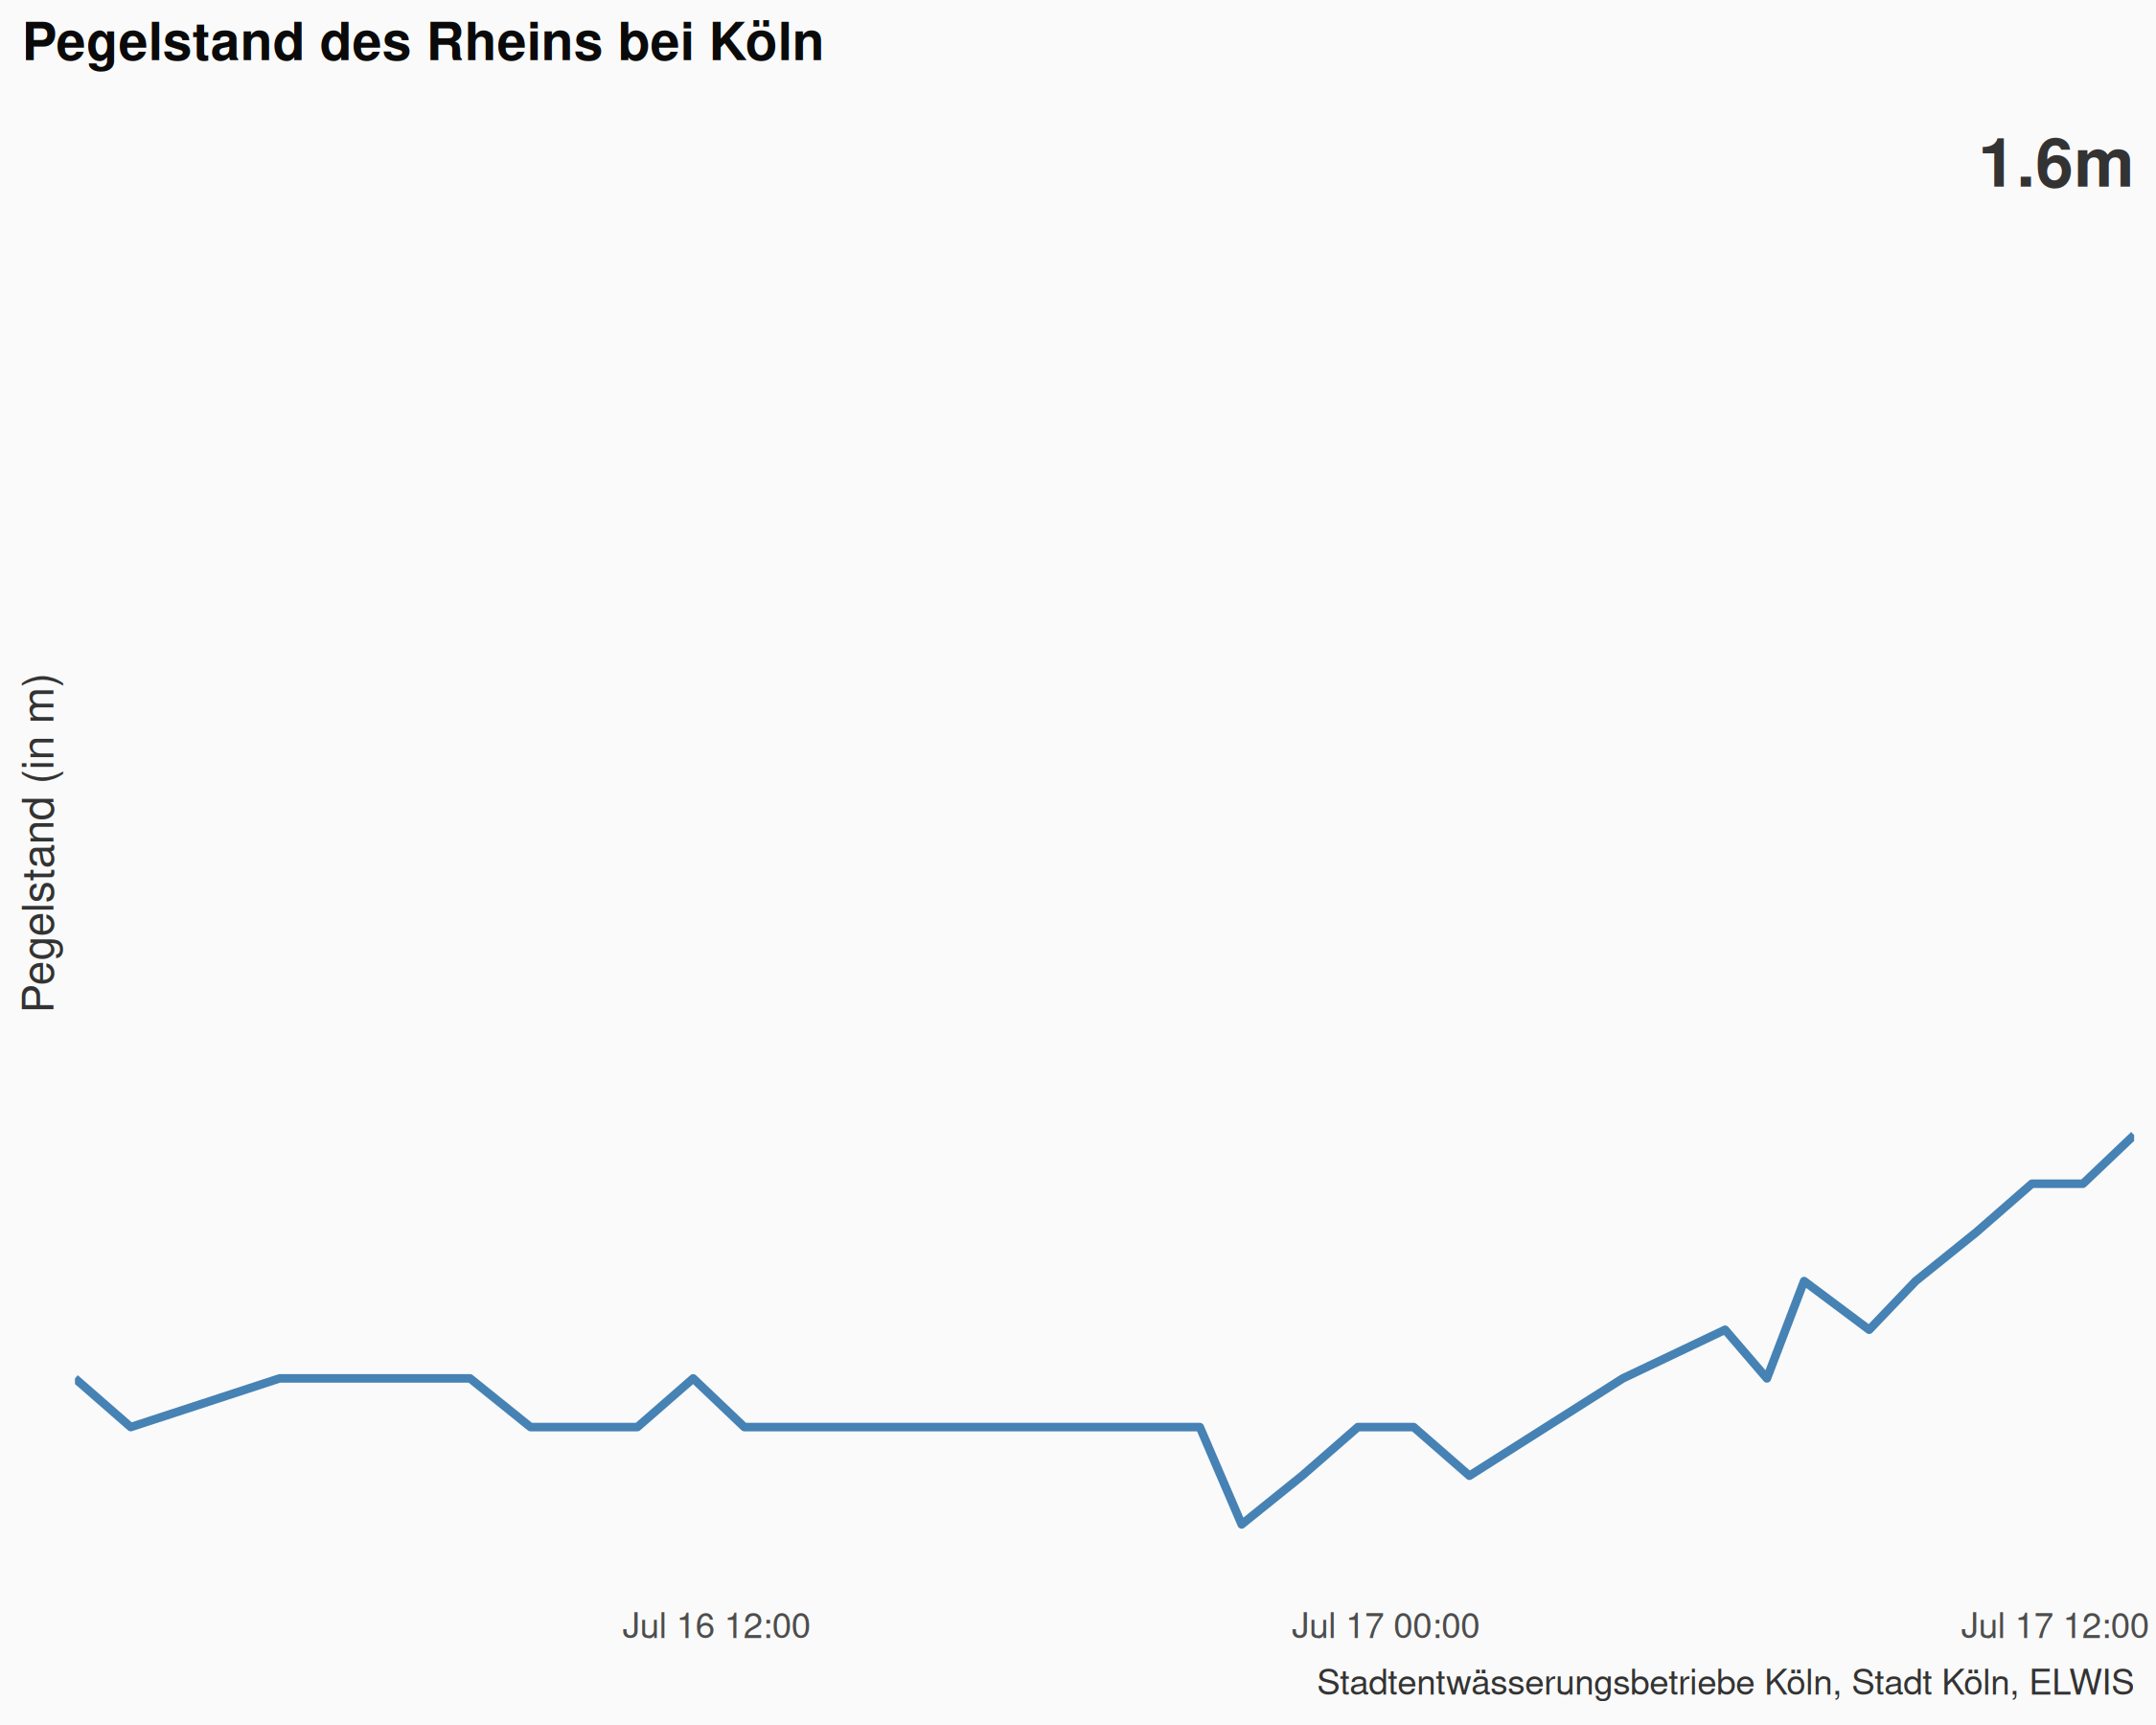 Pegelstand des Rheins bei Köln
1.6m
Pegelstand (in m)
Jul 16 12:00
Jul 17 00:00
Jul 17 12:00
Stadtentwässerungsbetriebe Köln, Stadt Köln, ELWIS